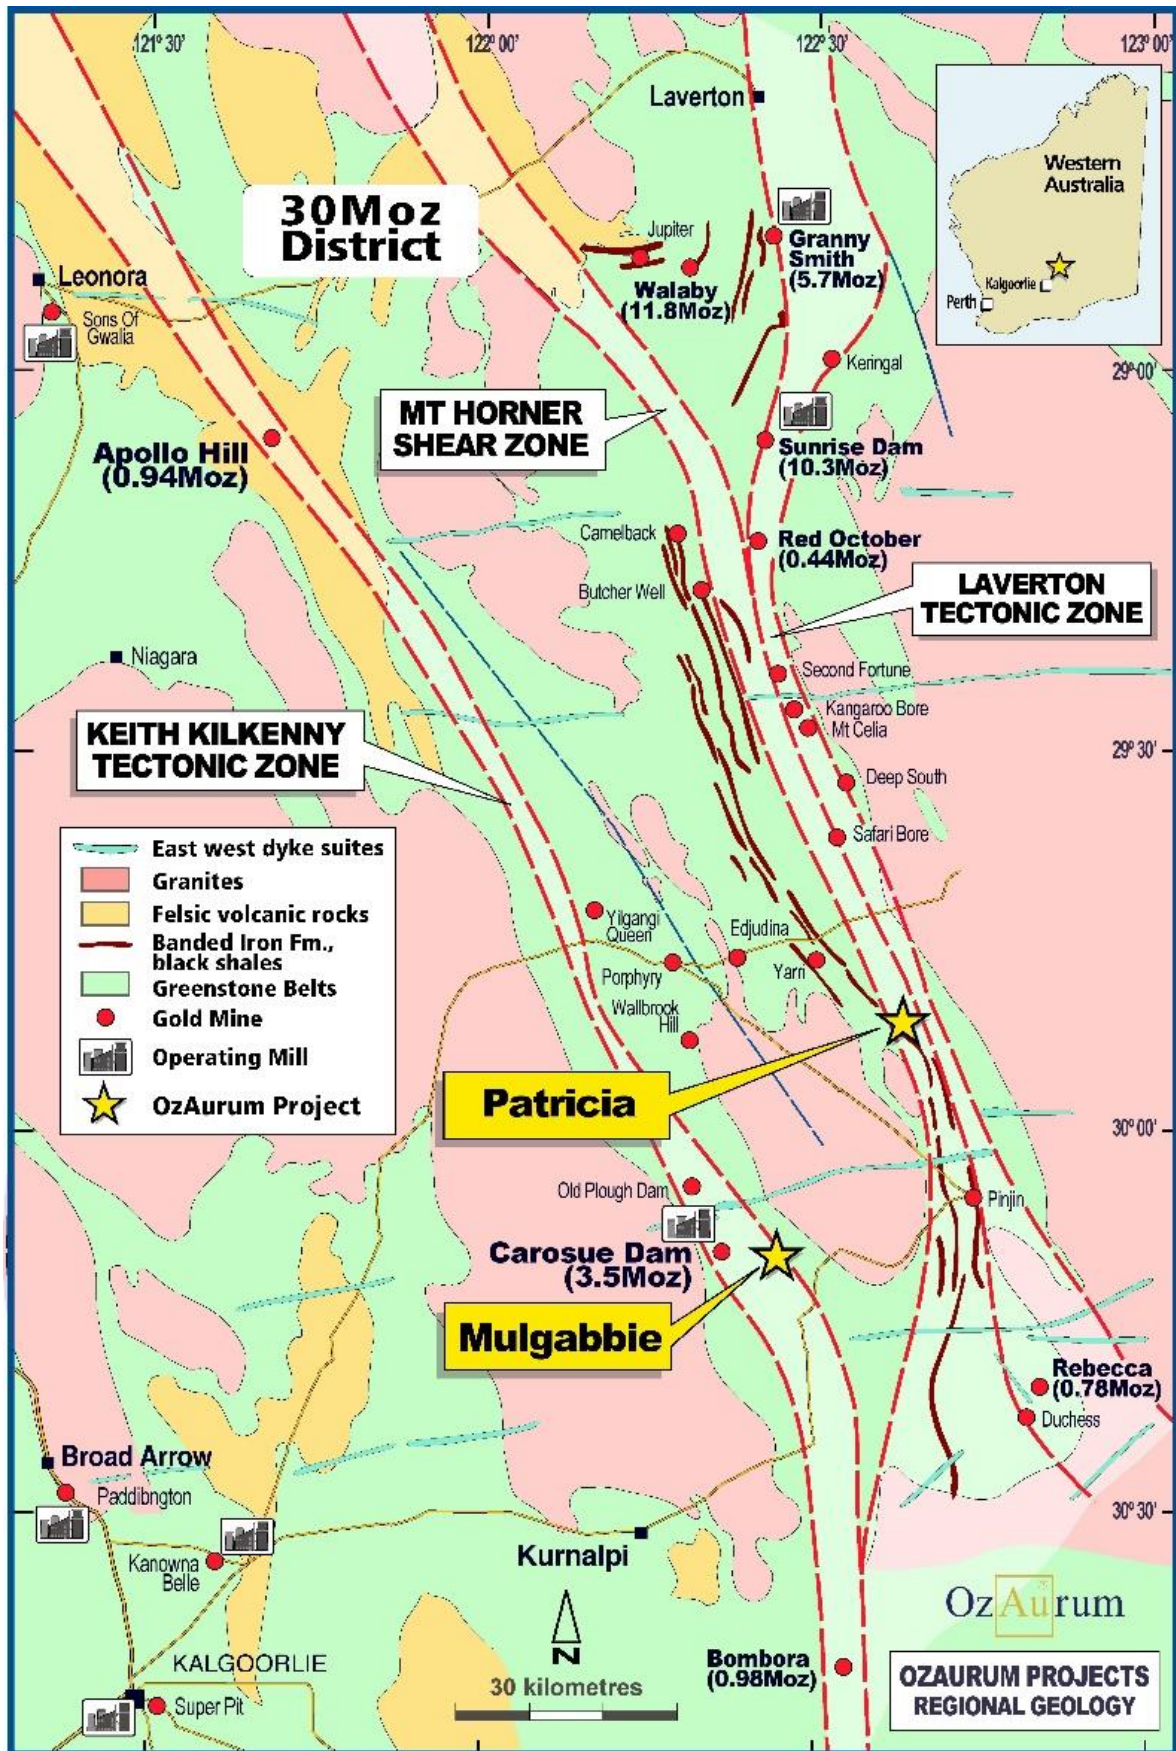 121° 30'
122° 00'
122° 30'
123° 00'
Laverton
Western
Australia
Kalgoorlie
Perth
30Moz
District
Jupiter
Granny
Smith
(5.7Moz)
Walaby
(11.8Moz)
Leonora
Sons Of
Gwalia
Keringal
29° 00'
MT HORNER
SHEAR ZONE
Apollo Hill
(0.94Moz)
Sunrise Dam
(10.3Moz)
Camelback
Red October
(0.44Moz)
Butcher Well
LAVERTON
TECTONIC ZONE
Niagara
Second Fortune
Kangaroo Bore
Mt Celia
KEITH KILKENNY
TECTONIC ZONE
29° 30'
Deep South
Safari Bore
East west dyke suites
Granites
Felsic volcanic rocks
Banded Iron Fm.,
black shales
Greenstone Belts
Gold Mine
Operating Mill
OzAurum Project
Yilgangi
Queen
Edjudina
Porphyry
Yarri
Wallbrook
Hill
Patricia
30° 00'
Old Plough Dam
Pinjin
Carosue Dam
(3.5Moz)
Mulgabbie
Rebecca
(0.78Moz)
Duchess
Broad Arrow
Paddibngton
30° 30'
Kanowna
Belle
Kurnalpi
N
OzAurum
79
KALGOORLIE
Bombora
(0.98Moz)
30 kilometres
Super Pit
OZAURUM PROJECTS
REGIONAL GEOLOGY